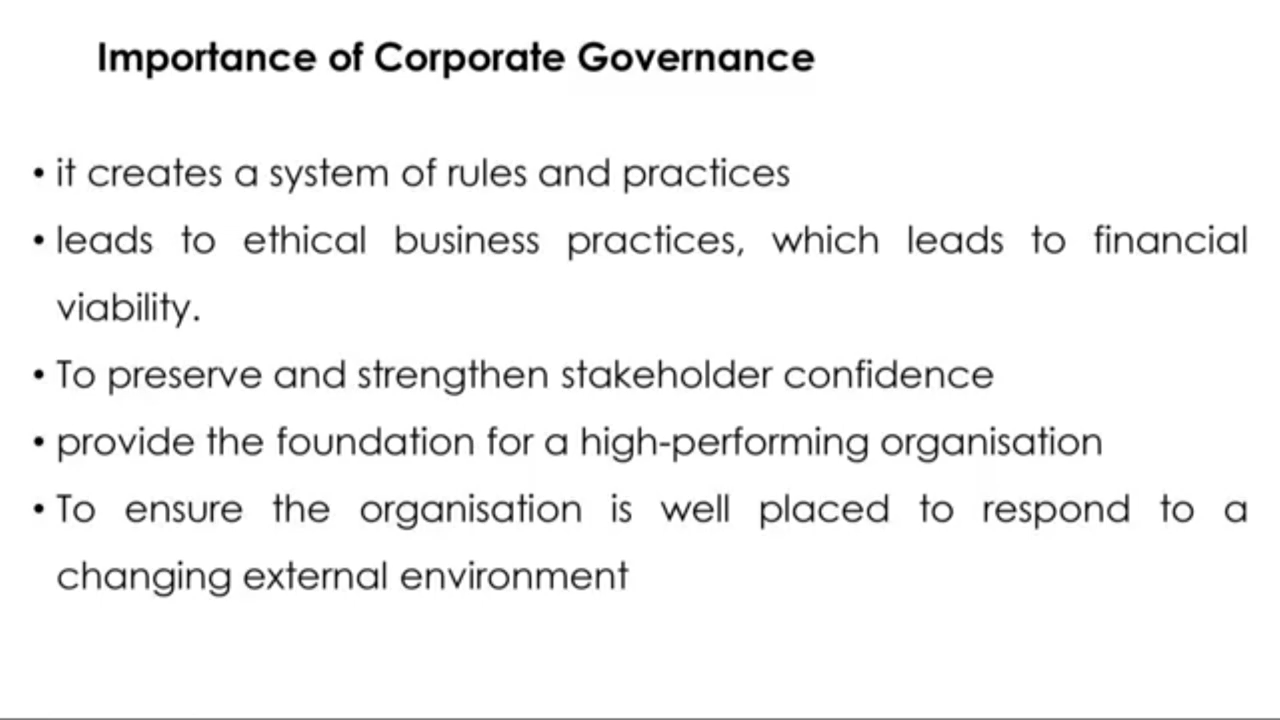 Importance of Corporate Governance
• it creates a system of rules and practices
• leads to ethical business practices, which leads to financial
viability.
• To preserve and strengthen stakeholder confidence
• provide the foundation for a high-performing organisation
• To ensure the organisation is well placed to respond to a
changing external environment